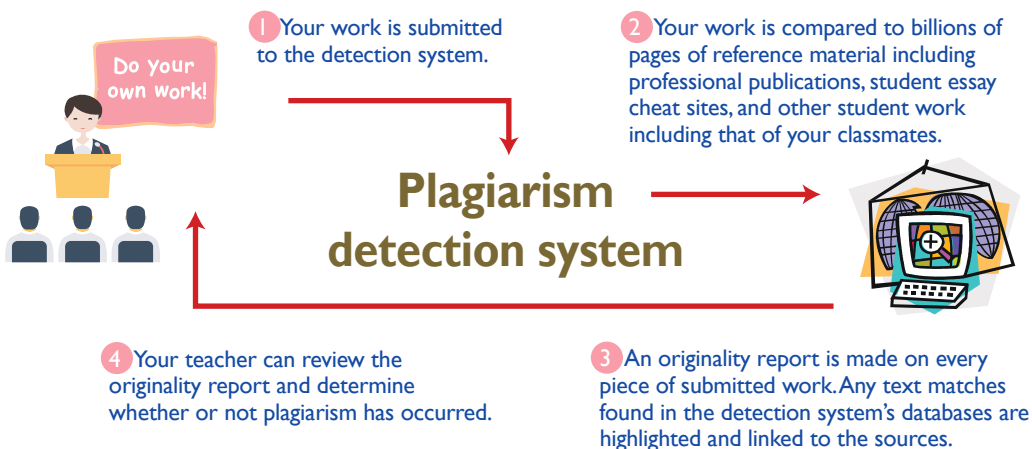 Do your
own work!
1 Your work is submitted
to the detection system.
2 Your work is compared to billions of
pages of reference material including
professional publications, student essay
cheat sites, and other student work
including that of your classmates.
Plagiarism
detection system
3 An originality report is made on every
piece of submitted work. Any text matches
found in the detection system’s databases are
highlighted and linked to the sources.
4 Your teacher can review the
originality report and determine
whether or not plagiarism has occurred.